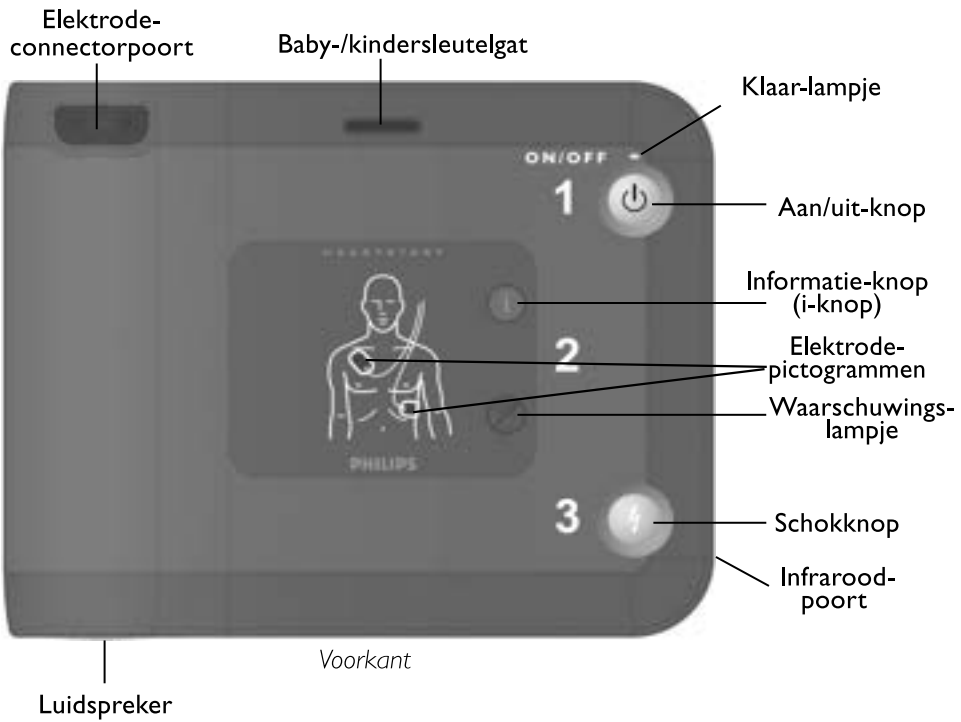 Elektrode-
connectorpoort
Baby-/kindersleutelgat
Klaar-lampje
ON/OFF
1
Aan/uit-knop
HEARTSTART
Informatie-knop
(i-knop)
i
2
Elektrode-
pictogrammen
Waarschuwings-
lampje
PHILIPS
3
Schokknop
Infrarood-
poort
Voorkant
Luidspreker